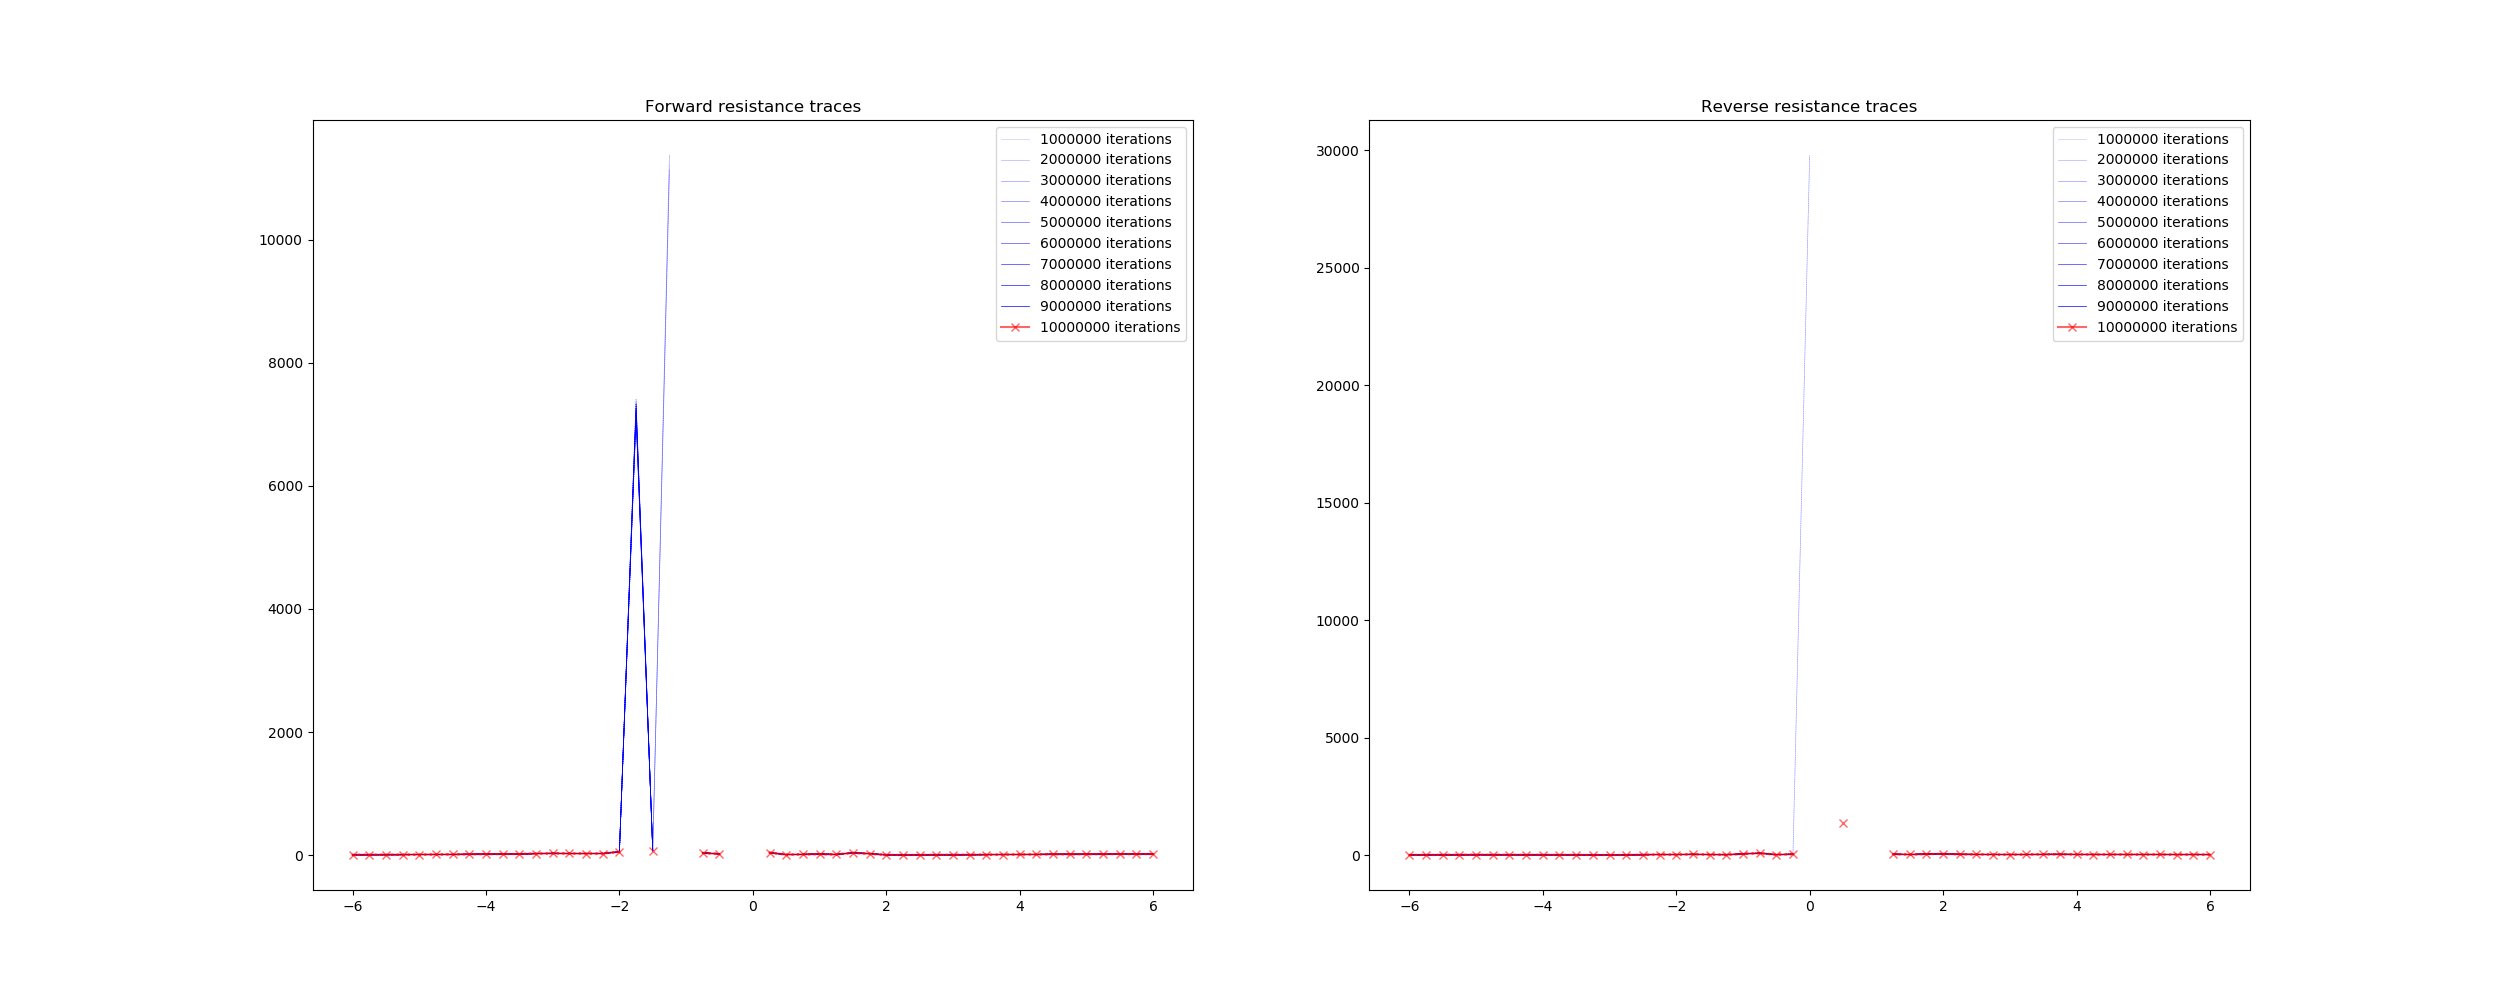 Forward resistance traces
10000
8000
6000
4000
2000
0
−6
−4
−2
0
2
4
6
1000000 iterations
2000000 iterations
3000000 iterations
4000000 iterations
5000000 iterations
6000000 iterations
7000000 iterations
8000000 iterations
9000000 iterations
10000000 iterations
Reverse resistance traces
30000
25000
20000
15000
10000
5000
0
−6
−4
−2
0
2
4
6
1000000 iterations
2000000 iterations
3000000 iterations
4000000 iterations
5000000 iterations
6000000 iterations
7000000 iterations
8000000 iterations
9000000 iterations
10000000 iterations